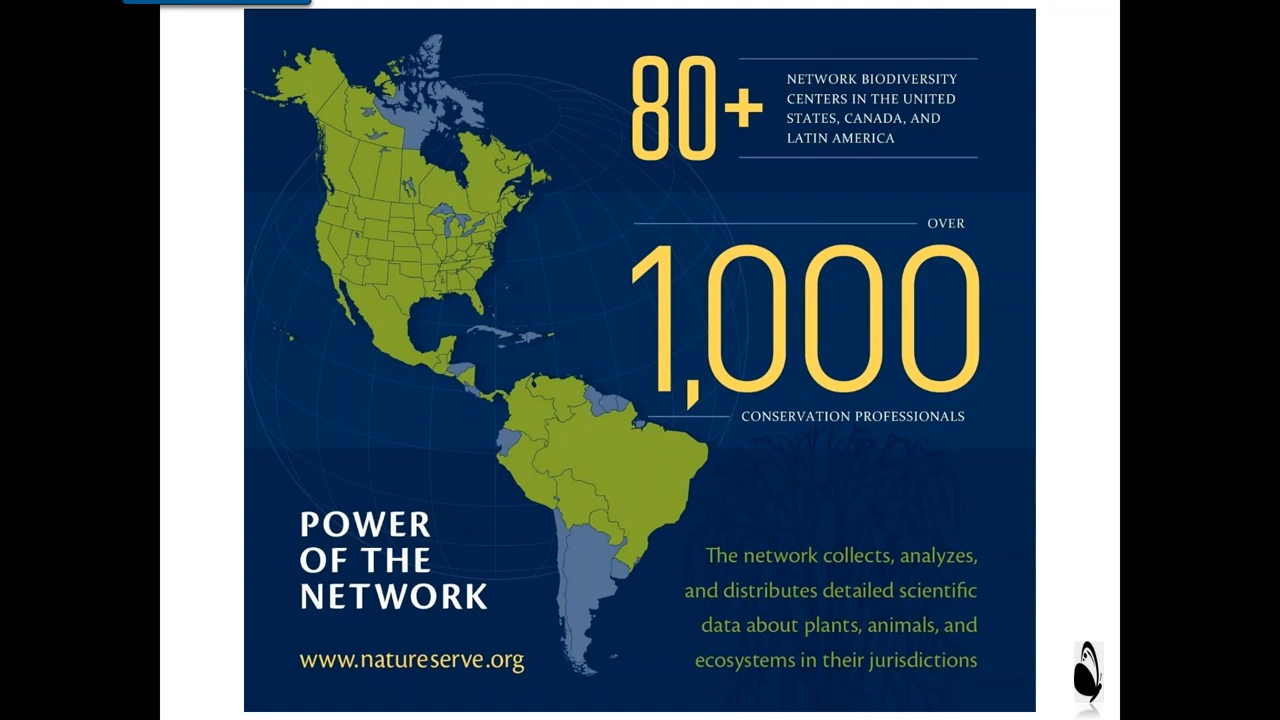 80+
NETWORK BIODIVERSITY
CENTERS IN THE UNITED
STATES, CANADA, AND
LATIN AMERICA
OVER
1,000
CONSERVATION PROFESSIONALS
POWER
OF THE
NETWORK
www.natureserve.org
The network collects, analyzes,
and distributes detailed scientific
data about plants, animals, and
ecosystems in their jurisdictions